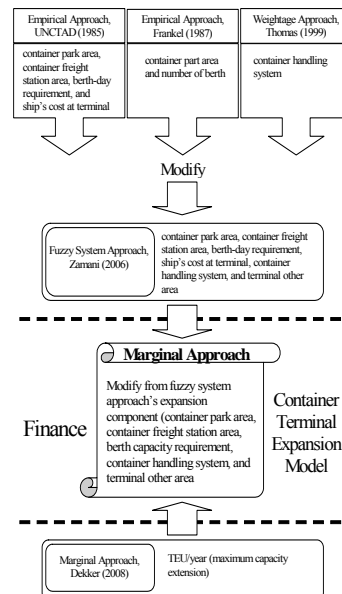 Empirical Approach,
UNCTAD (1985)
container park area,
container freight
station area, berth-day
requirement, and
ship's cost at terminal
Empirical Approach,
Frankel (1987)
container part area
and number of berth
Weightage Approach,
Thomas (1999)
container handling
system
Modify
Fuzzy System Approach,
Zamani (2006)
container park area, container freight
station area, berth-day requirement,
ship's cost at terminal, container
handling system, and terminal other
area
Marginal Approach
Modify from fuzzy system
approach's expansion
component (container park area,
container freight station area,
berth capacity requirement,
container handling system, and
terminal other area
Finance
Container
Terminal
Expansion
Model
Marginal Approach,
Dekker (2008)
TEU/year (maximum capacity
extension)